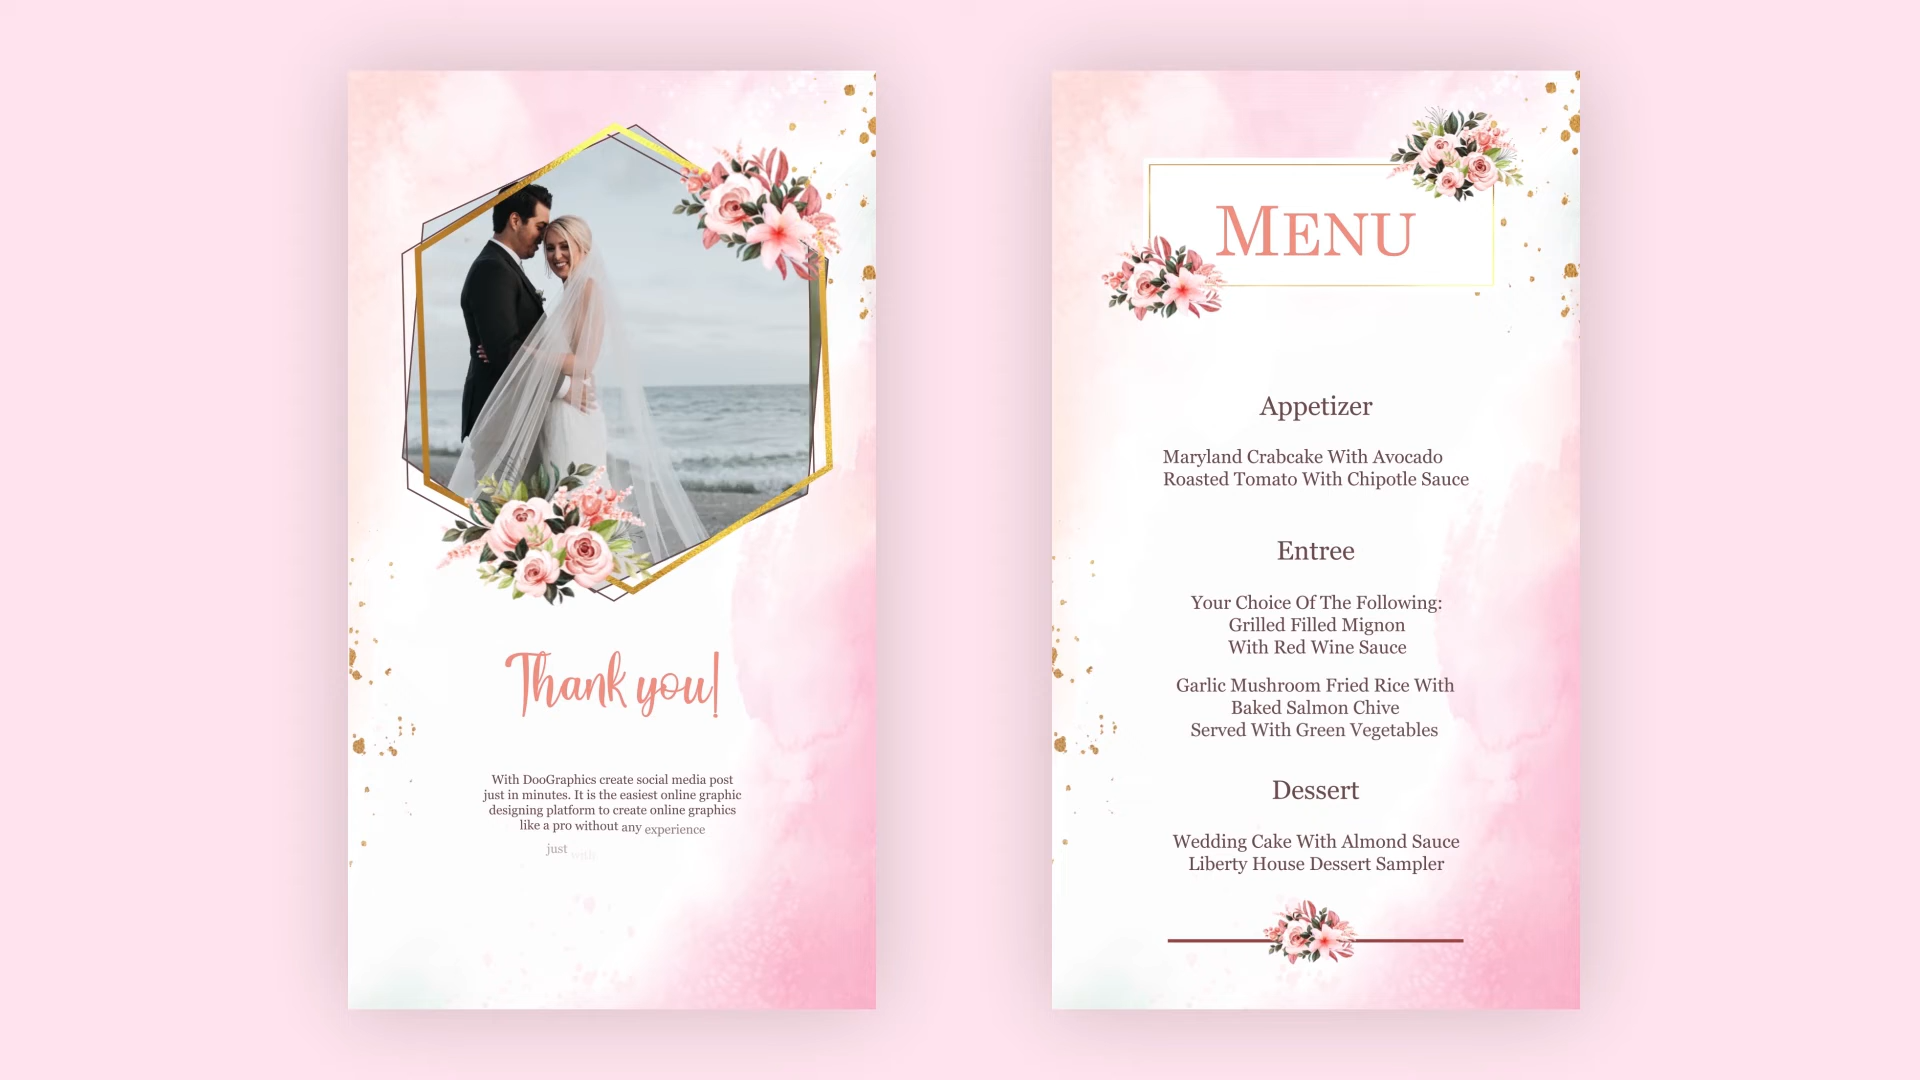 Thank you!
With DooGraphics create social media post
just in minutes. It is the easiest online graphic
designing platform to create online graphics
like a pro without any experience
just with
MENU
Appetizer
Maryland Crabcake With Avocado
Roasted Tomato With Chipotle Sauce
Entree
Your Choice Of The Following:
Grilled Filled Mignon
With Red Wine Sauce
Garlic Mushroom Fried Rice With
Baked Salmon Chive
Served With Green Vegetables
Dessert
Wedding Cake With Almond Sauce
Liberty House Dessert Sampler